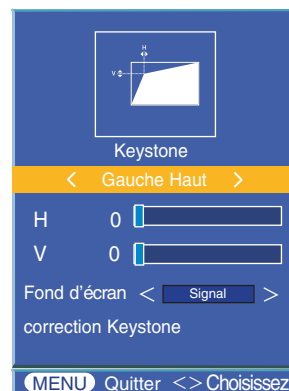 H
V
Keystone
< Gauche Haut >
H 0
V 0
Fond d'écran < Signal >
correction Keystone
MENU Quitter <> Choisissez